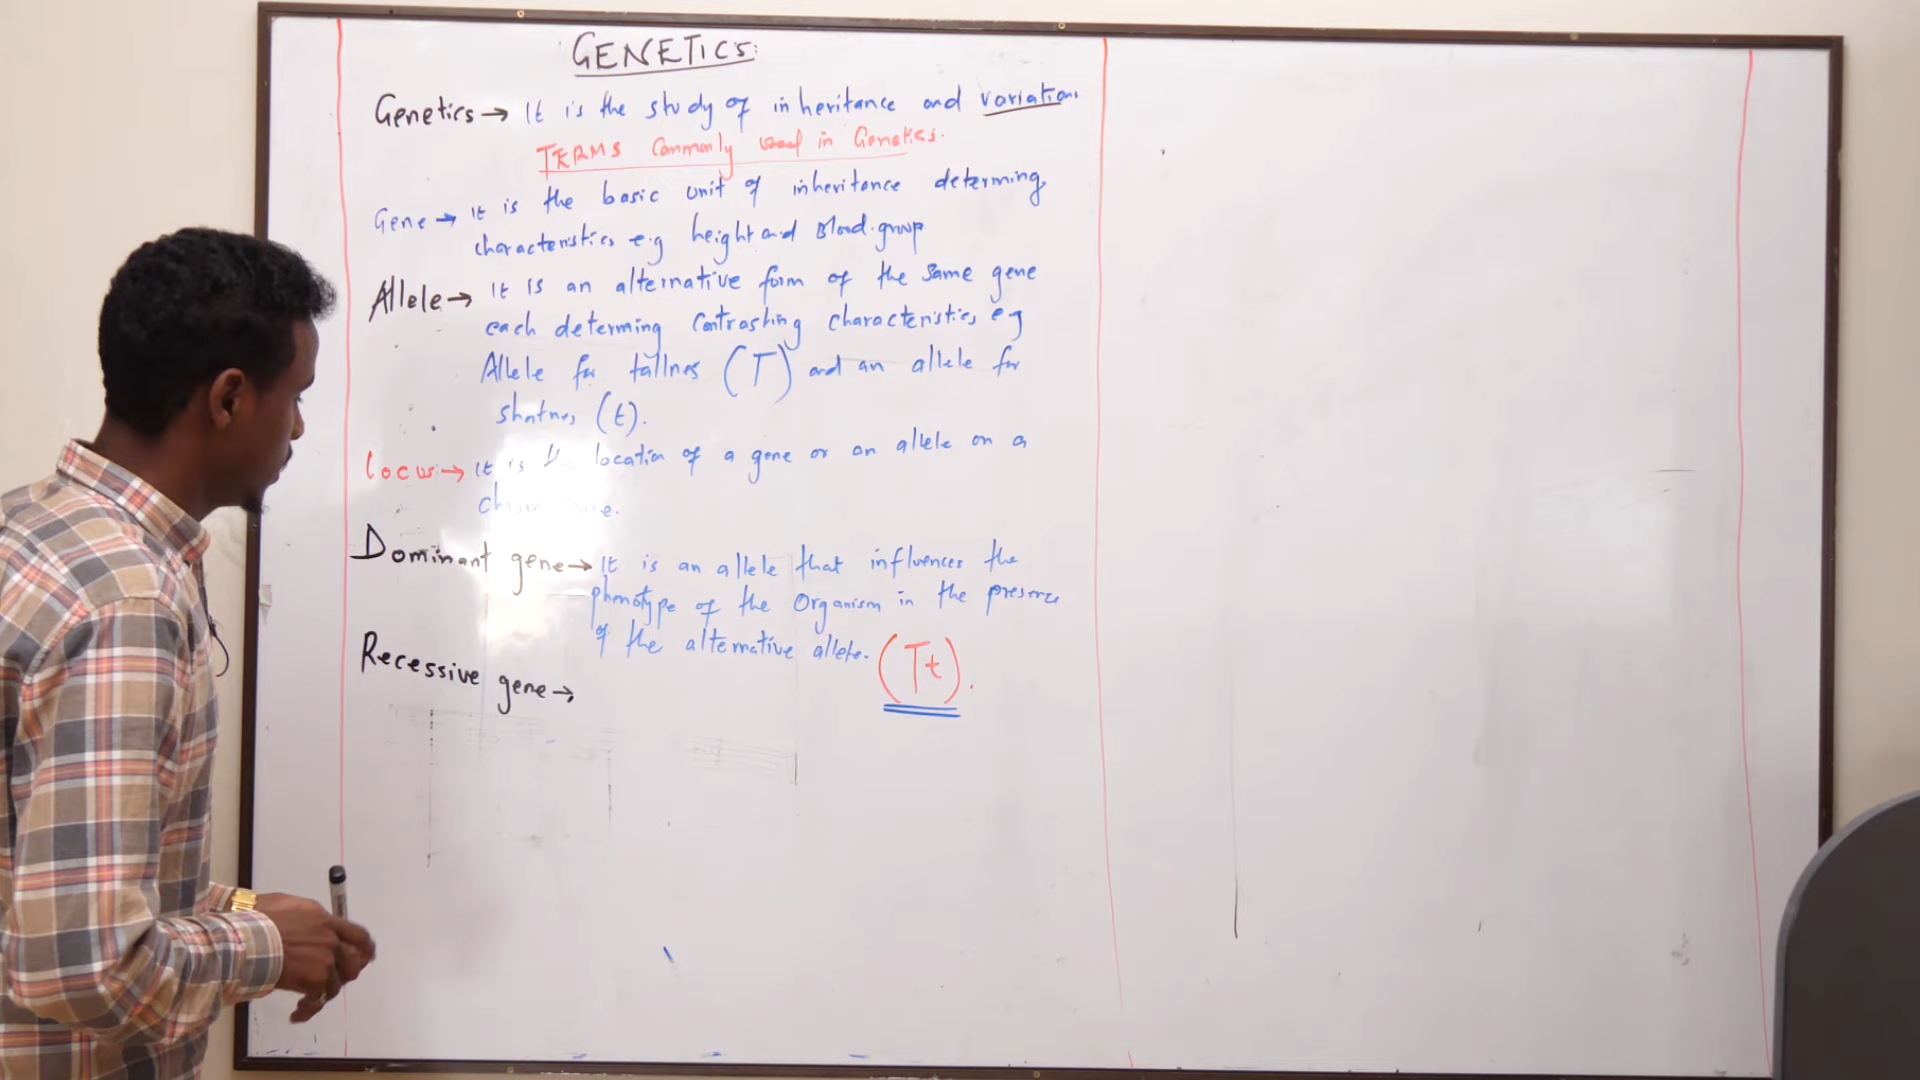 GENETICS:
Genetics → It is the study of inheritance and variation.
TERMS Commonly used in Genetics.
Gene → It is the basic unit of inheritance determing
characteristics e.g height and Blood group
Allele → It is an alternative form of the same gene
each determing contrasting characteristics e.g
Allele for tallness (T) and an allele for
shotness (t).
Locus → It is location of a gene or an allele on a
Dominant gene → It is an allele that influences the
phenotype of the Organism in the presence
of the alternative allele. (Tt).
Recessive gene →